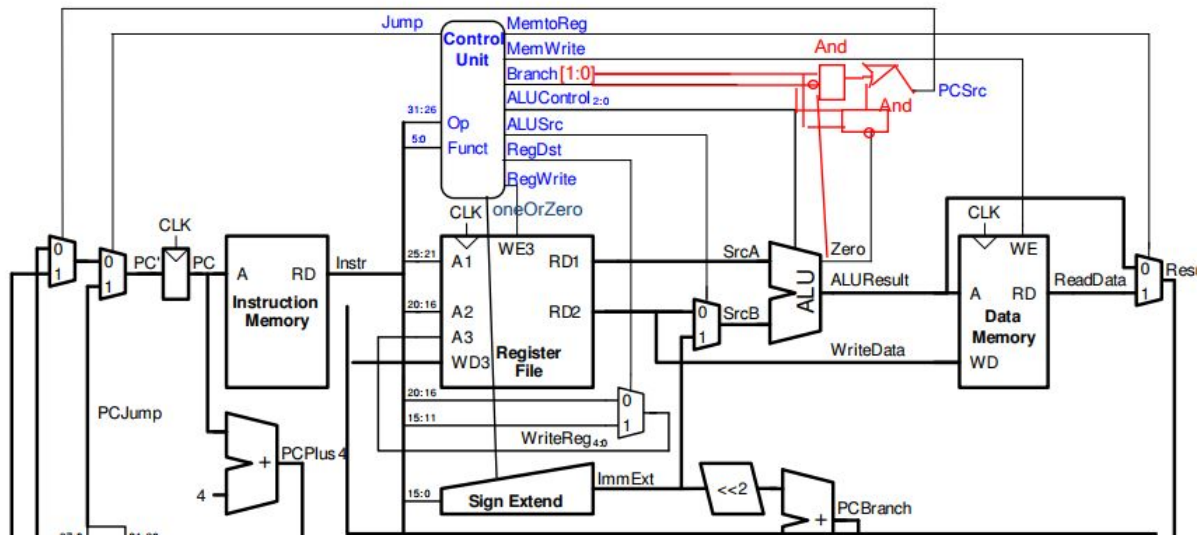 Jump
MemtoReg
Control
Unit
MemWrite
And
Branch [1:0]
PCSrc
ALUControl 2:0
And
31:26
Op
ALUSrc
5:0
Funct
RegDst
RegWrite
CLK
oneOrZero
CLK
CLK
WE3
SrcA
Zero
WE
0
1
0
1
PC'
PC
A
RD
Instr
25:21
A1
RD1
ALU
ALUResult
A
RD
ReadData
0
1
Instruction
Memory
20:16
A2
RD2
0
1
SrcB
Data
Memory
A3
WD3
Register
File
WriteData
WD
20:16
0
15:11
1
PCJump
WriteReg 4:0
PCPlus4
+
4
ImmExt
15:0
Sign Extend
<<2
PCBranch
+